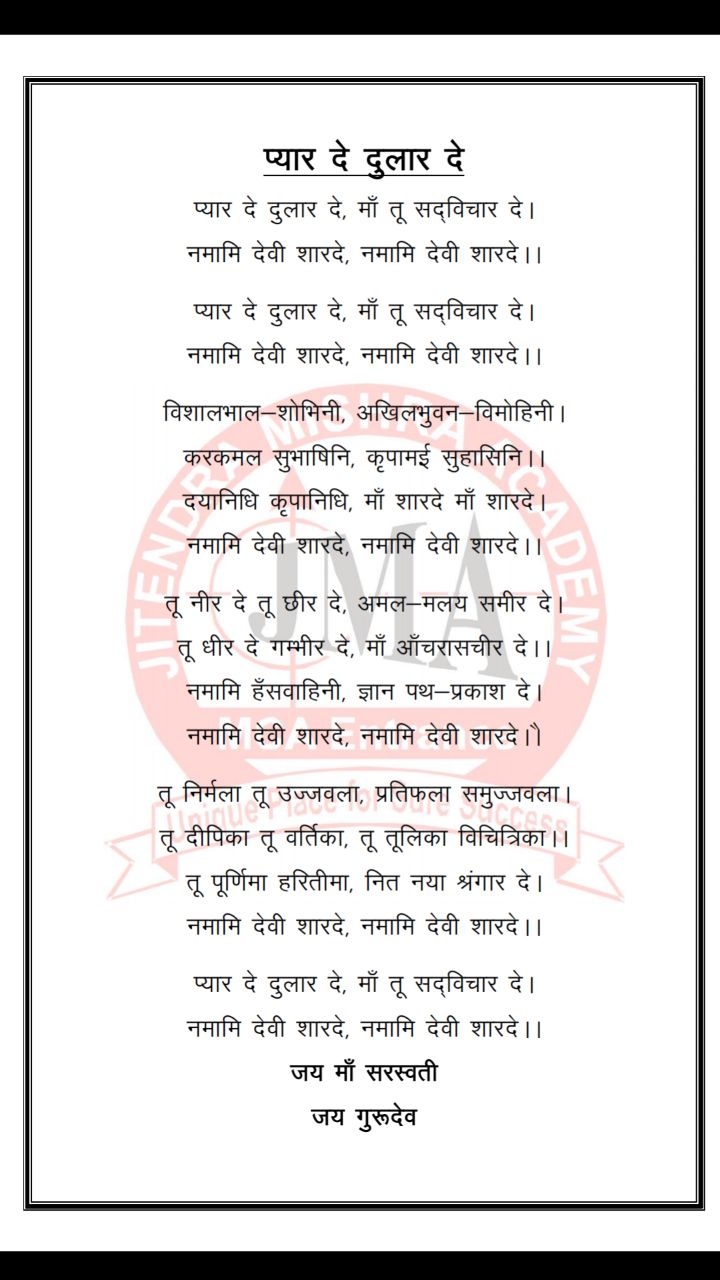 प्यार दे दुलार दे
प्यार दे दुलार दे, माँ तू सद्विचार दे।
नमामि देवी शारदे, नमामि देवी शारदे।।
प्यार दे दुलार दे, माँ तू सद्विचार दे।
नमामि देवी शारदे, नमामि देवी शारदे।।
विशालभाल–शोभिनी, अखिलभुवन–विमोहिनी।
करकमल सुभाषिनि, कृपामई सुहासिनि।।
दयानिधि कृपानिधि, माँ शारदे माँ शारदे।
नमामि देवी शारदे, नमामि देवी शारदे।।
तू नीर दे तू छीर दे, अमल–मलय समीर दे।
तू धीर दे गम्भीर दे, माँ आँचरासचीर दे।।
नमामि हँसवाहिनी, ज्ञान पथ–प्रकाश दे।
नमामि देवी शारदे, नमामि देवी शारदे।।
तू निर्मला तू उज्जवला, प्रतिफला समुज्जवला।
तू दीपिका तू वर्तिका, तू तूलिका विचित्रिका।।
तू पूर्णिमा हरितीमा, नित नया श्रंगार दे।
नमामि देवी शारदे, नमामि देवी शारदे।।
प्यार दे दुलार दे, माँ तू सद्विचार दे।
नमामि देवी शारदे, नमामि देवी शारदे।।
जय माँ सरस्वती
जय गुरूदेव
JITENDRA MISHRA ACADEMY
JMA
MCA Entrance
Unique Place for Sure Success